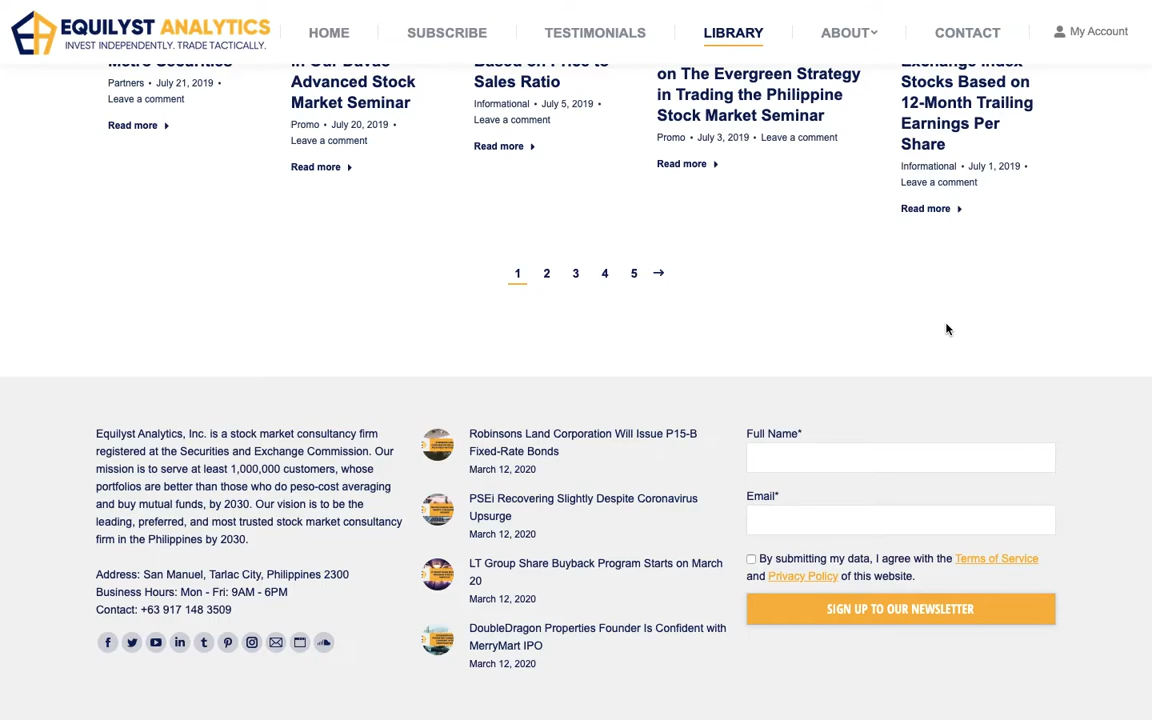 EQUILYST ANALYTICS
INVEST INDEPENDENTLY. TRADE TACTICALLY.
HOME
SUBSCRIBE
TESTIMONIALS
LIBRARY
ABOUT
CONTACT
My Account
Metro Securities
Partners • July 21, 2019 •
Leave a comment
Read more
in Our Davao
Advanced Stock
Market Seminar
Promo • July 20, 2019 •
Leave a comment
Read more
Based on Price to
Sales Ratio
Informational • July 5, 2019 •
Leave a comment
Read more
on The Evergreen Strategy
in Trading the Philippine
Stock Market Seminar
Promo • July 3, 2019 • Leave a comment
Read more
Exchange Index
Stocks Based on
12-Month Trailing
Earnings Per
Share
Informational • July 1, 2019 •
Leave a comment
Read more
1 2 3 4 5 →
Equilyst Analytics, Inc. is a stock market consultancy firm
registered at the Securities and Exchange Commission. Our
mission is to serve at least 1,000,000 customers, whose
portfolios are better than those who do peso-cost averaging
and buy mutual funds, by 2030. Our vision is to be the
leading, preferred, and most trusted stock market consultancy
firm in the Philippines by 2030.
Address: San Manuel, Tarlac City, Philippines 2300
Business Hours: Mon - Fri: 9AM - 6PM
Contact: +63 917 148 3509
Robinsons Land Corporation Will Issue P15-B
Fixed-Rate Bonds
March 12, 2020
PSEi Recovering Slightly Despite Coronavirus
Upsurge
March 12, 2020
LT Group Share Buyback Program Starts on March
20
March 12, 2020
DoubleDragon Properties Founder Is Confident with
MerryMart IPO
March 12, 2020
Full Name*
Email*
By submitting my data, I agree with the Terms of Service
and Privacy Policy of this website.
SIGN UP TO OUR NEWSLETTER